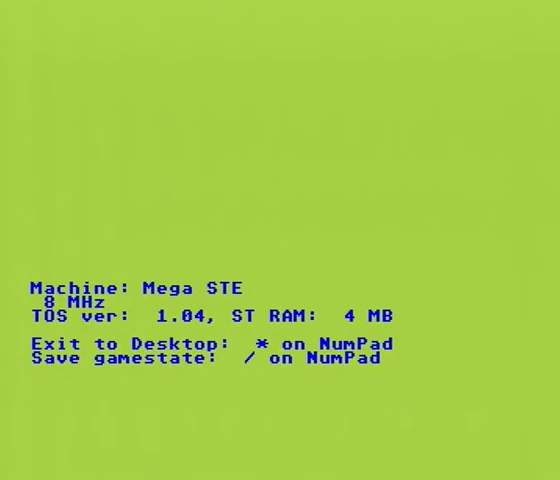 Machine: Mega STE
8 MHz
TOS ver: 1.04, ST RAM: 4 MB
Exit to Desktop: * on NumPad
Save gamestate: / on NumPad